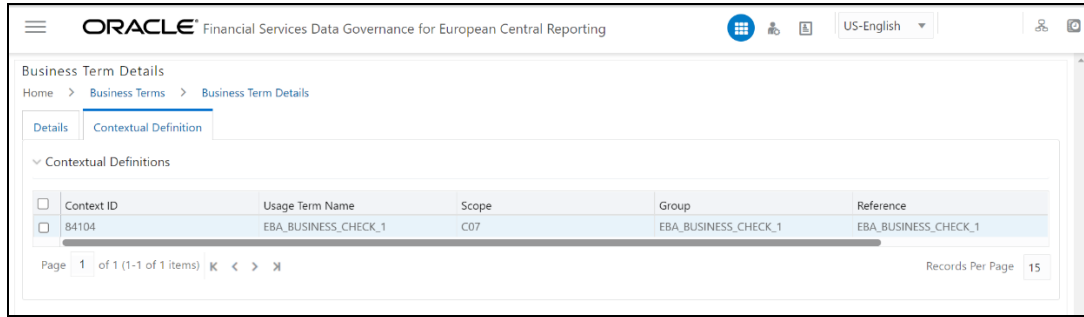 ORACLE® Financial Services Data Governance for European Central Reporting US-English
Business Term Details
Home > Business Terms > Business Term Details
Details Contextual Definition
Contextual Definitions
Context ID Usage Term Name Scope Group Reference
84104 EBA_BUSINESS_CHECK_1 C07 EBA_BUSINESS_CHECK_1 EBA_BUSINESS_CHECK_1
Page 1 of 1 (1-1 of 1 items) Records Per Page 15